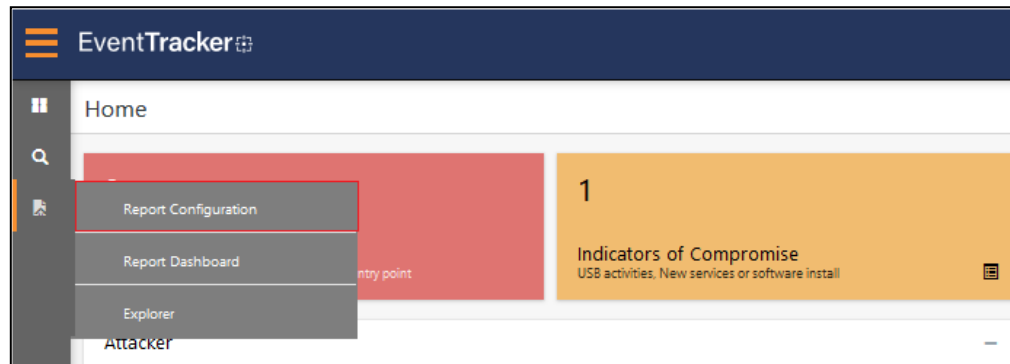 EventTracker
Home
1
Report Configuration
Indicators of Compromise
Report Dashboard
ntry point
USB activities, New services or software install
Explorer
Attacker